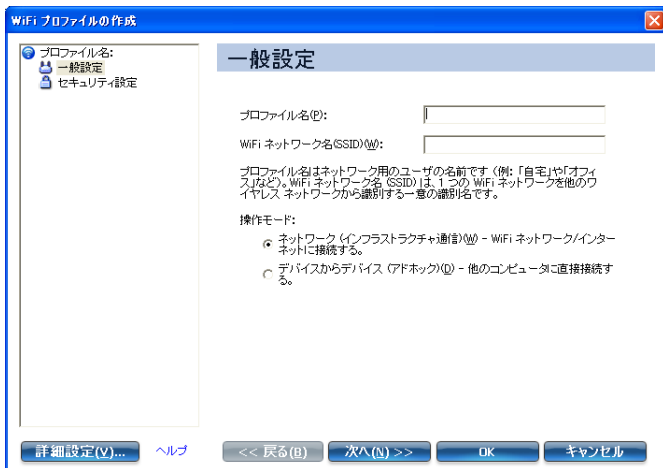 WiFi プロファイルの作成
プロファイル名:
一般設定
セキュリティ設定
一般設定
プロファイル名(P):
WiFi ネットワーク名(SSID)(W):
プロファイル名はネットワーク用のユーザの名前です (例: 「自宅」や「オフィ
ス」など)。WiFi ネットワーク名 (SSID) は、1 つの WiFi ネットワークを他のワ
イヤレス ネットワークから識別する一意の識別名です。
操作モード:
ネットワーク (インフラストラクチャ通信)(W) - WiFi ネットワーク/インター
ネットに接続する。
デバイスからデバイス (アドホック)(D) - 他のコンピュータに直接接続す
る。
詳細設定(V)...
ヘルプ
<< 戻る(B)
次へ(N) >>
OK
キャンセル